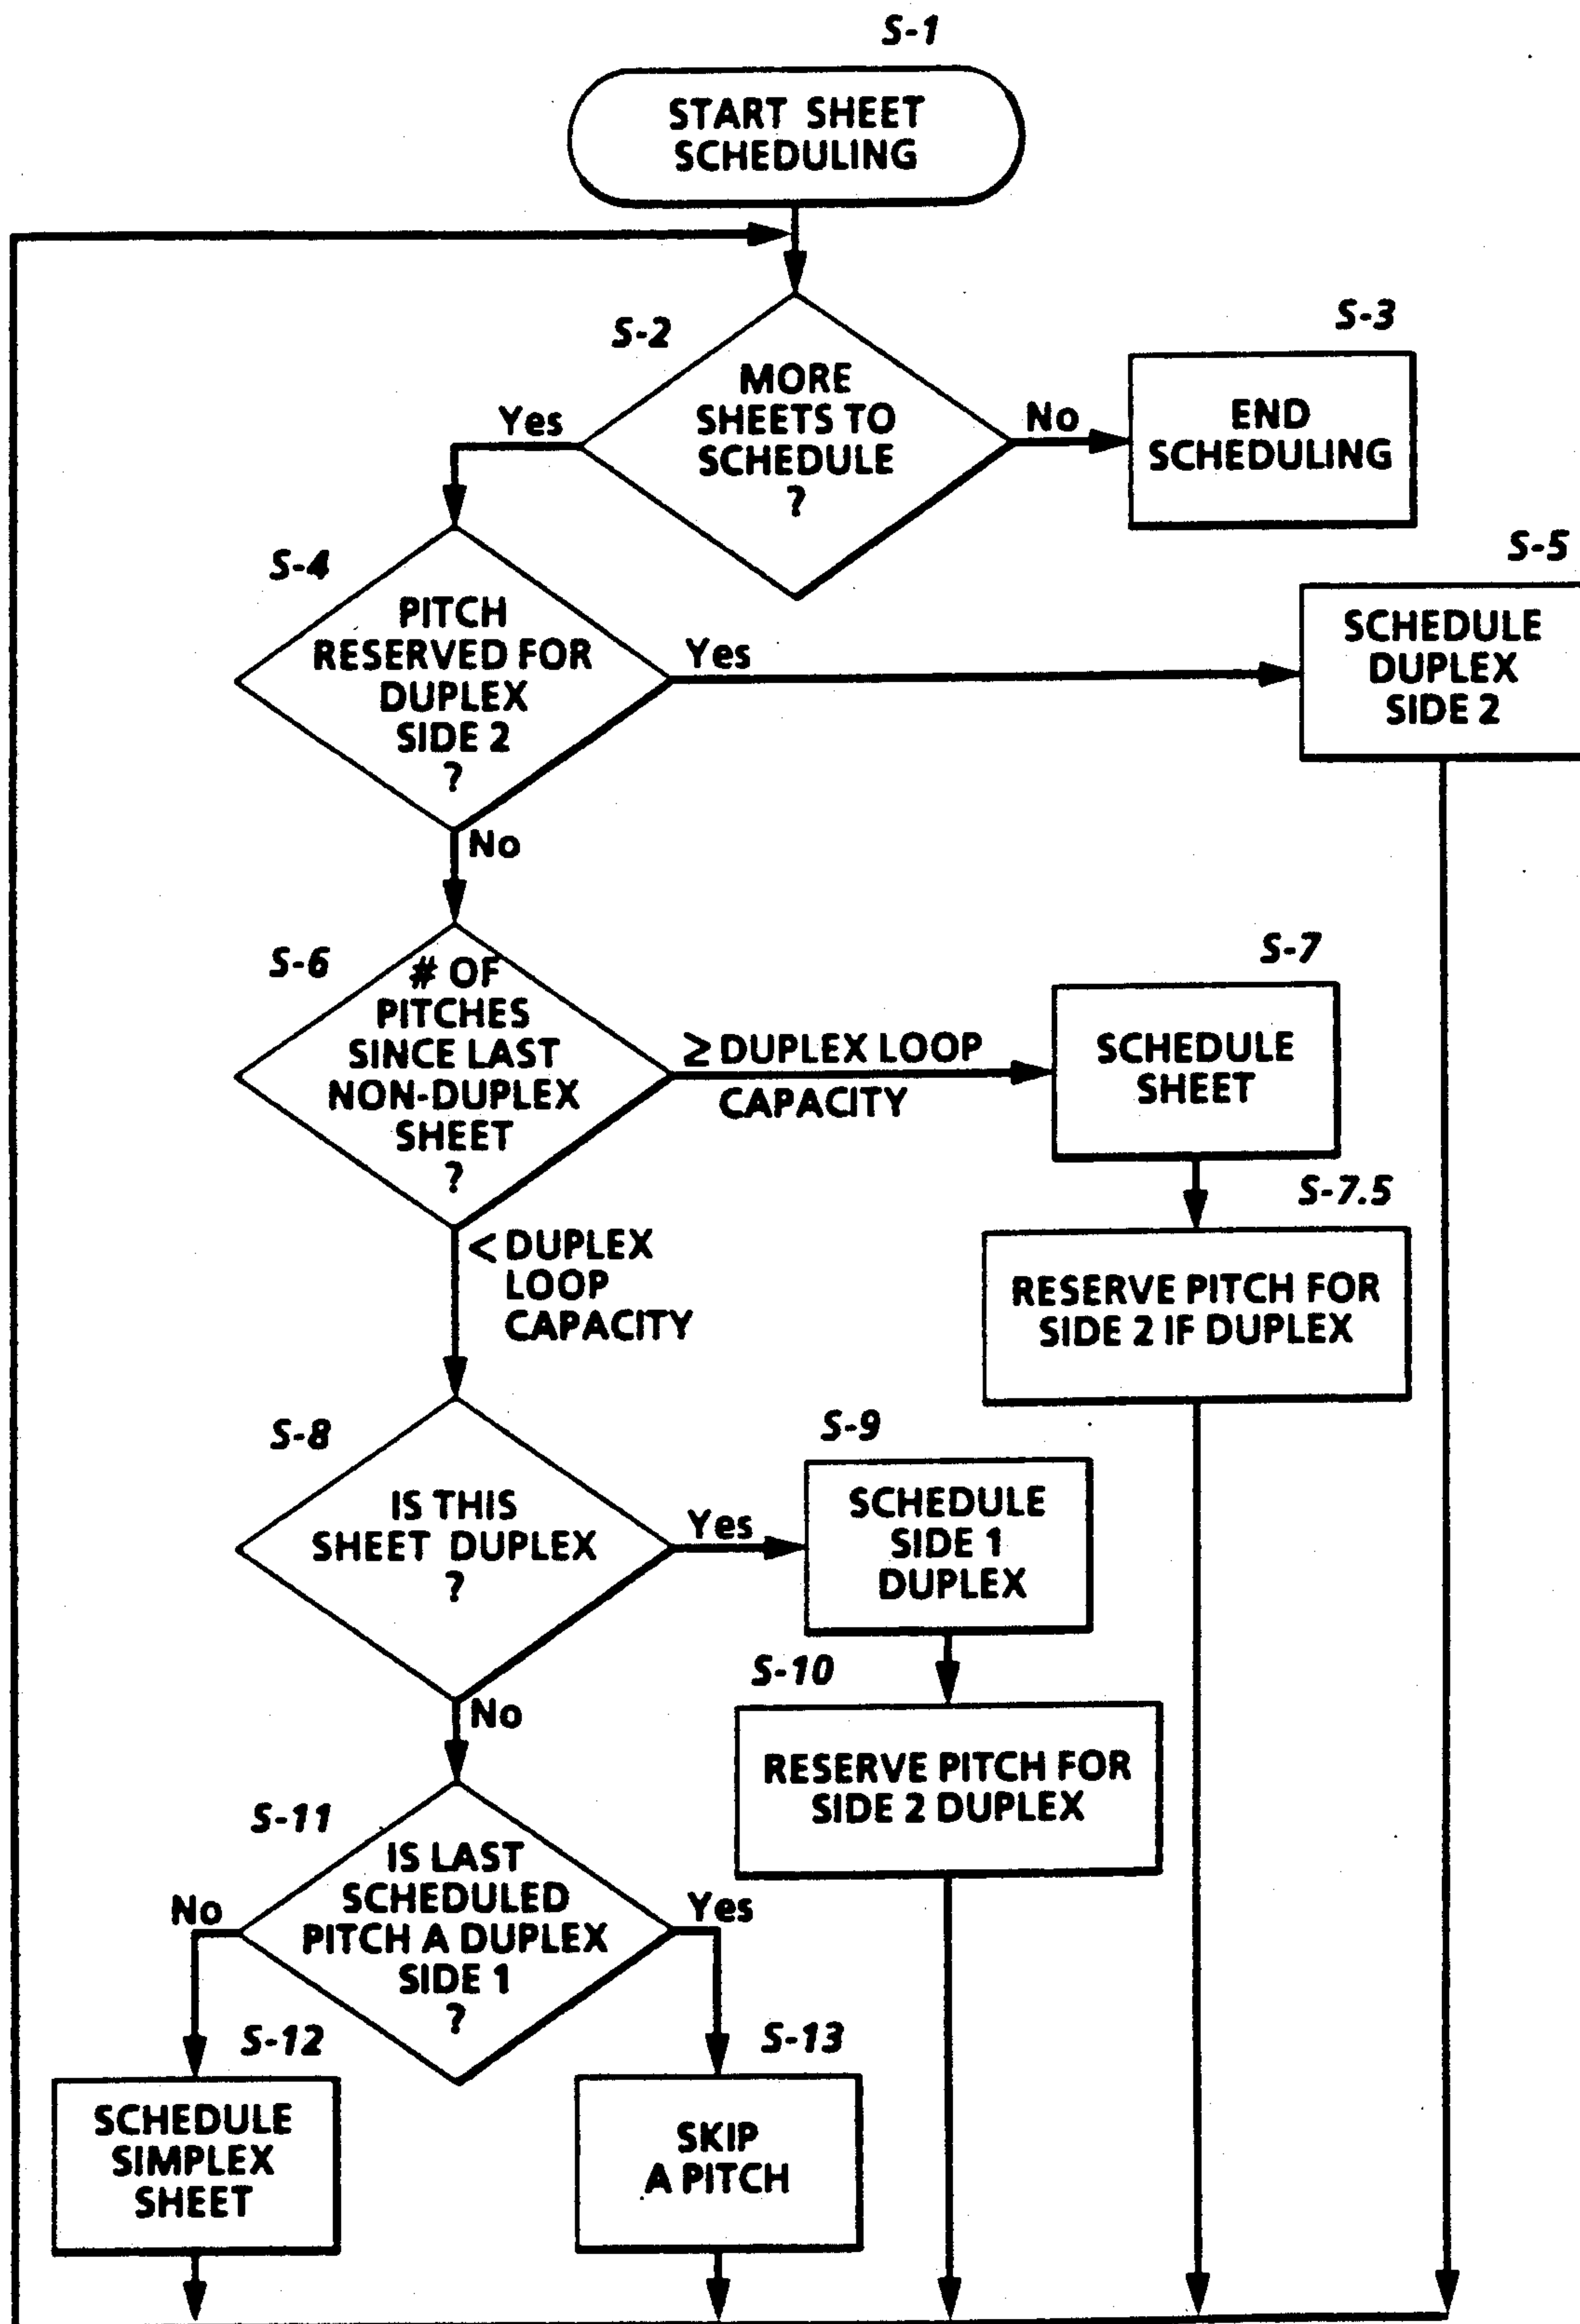 S-1
START SHEET
SCHEDULING
S-2
MORE
SHEETS TO
SCHEDULE
?
Yes
No
S-3
END
SCHEDULING
S-4
PITCH
RESERVED FOR
DUPLEX
SIDE 2
?
Yes
No
S-5
SCHEDULE
DUPLEX
SIDE 2
S-6
# OF
PITCHES
SINCE LAST
NON-DUPLEX
SHEET
?
≥ DUPLEX LOOP
CAPACITY
S-7
SCHEDULE
SHEET
S-7.5
RESERVE PITCH FOR
SIDE 2 IF DUPLEX
< DUPLEX
LOOP
CAPACITY
S-8
IS THIS
SHEET DUPLEX
?
Yes
No
S-9
SCHEDULE
SIDE 1
DUPLEX
S-10
RESERVE PITCH FOR
SIDE 2 DUPLEX
S-11
IS LAST
SCHEDULED
PITCH A DUPLEX
SIDE 1
?
No
Yes
S-12
SCHEDULE
SIMPLEX
SHEET
S-13
SKIP
A PITCH